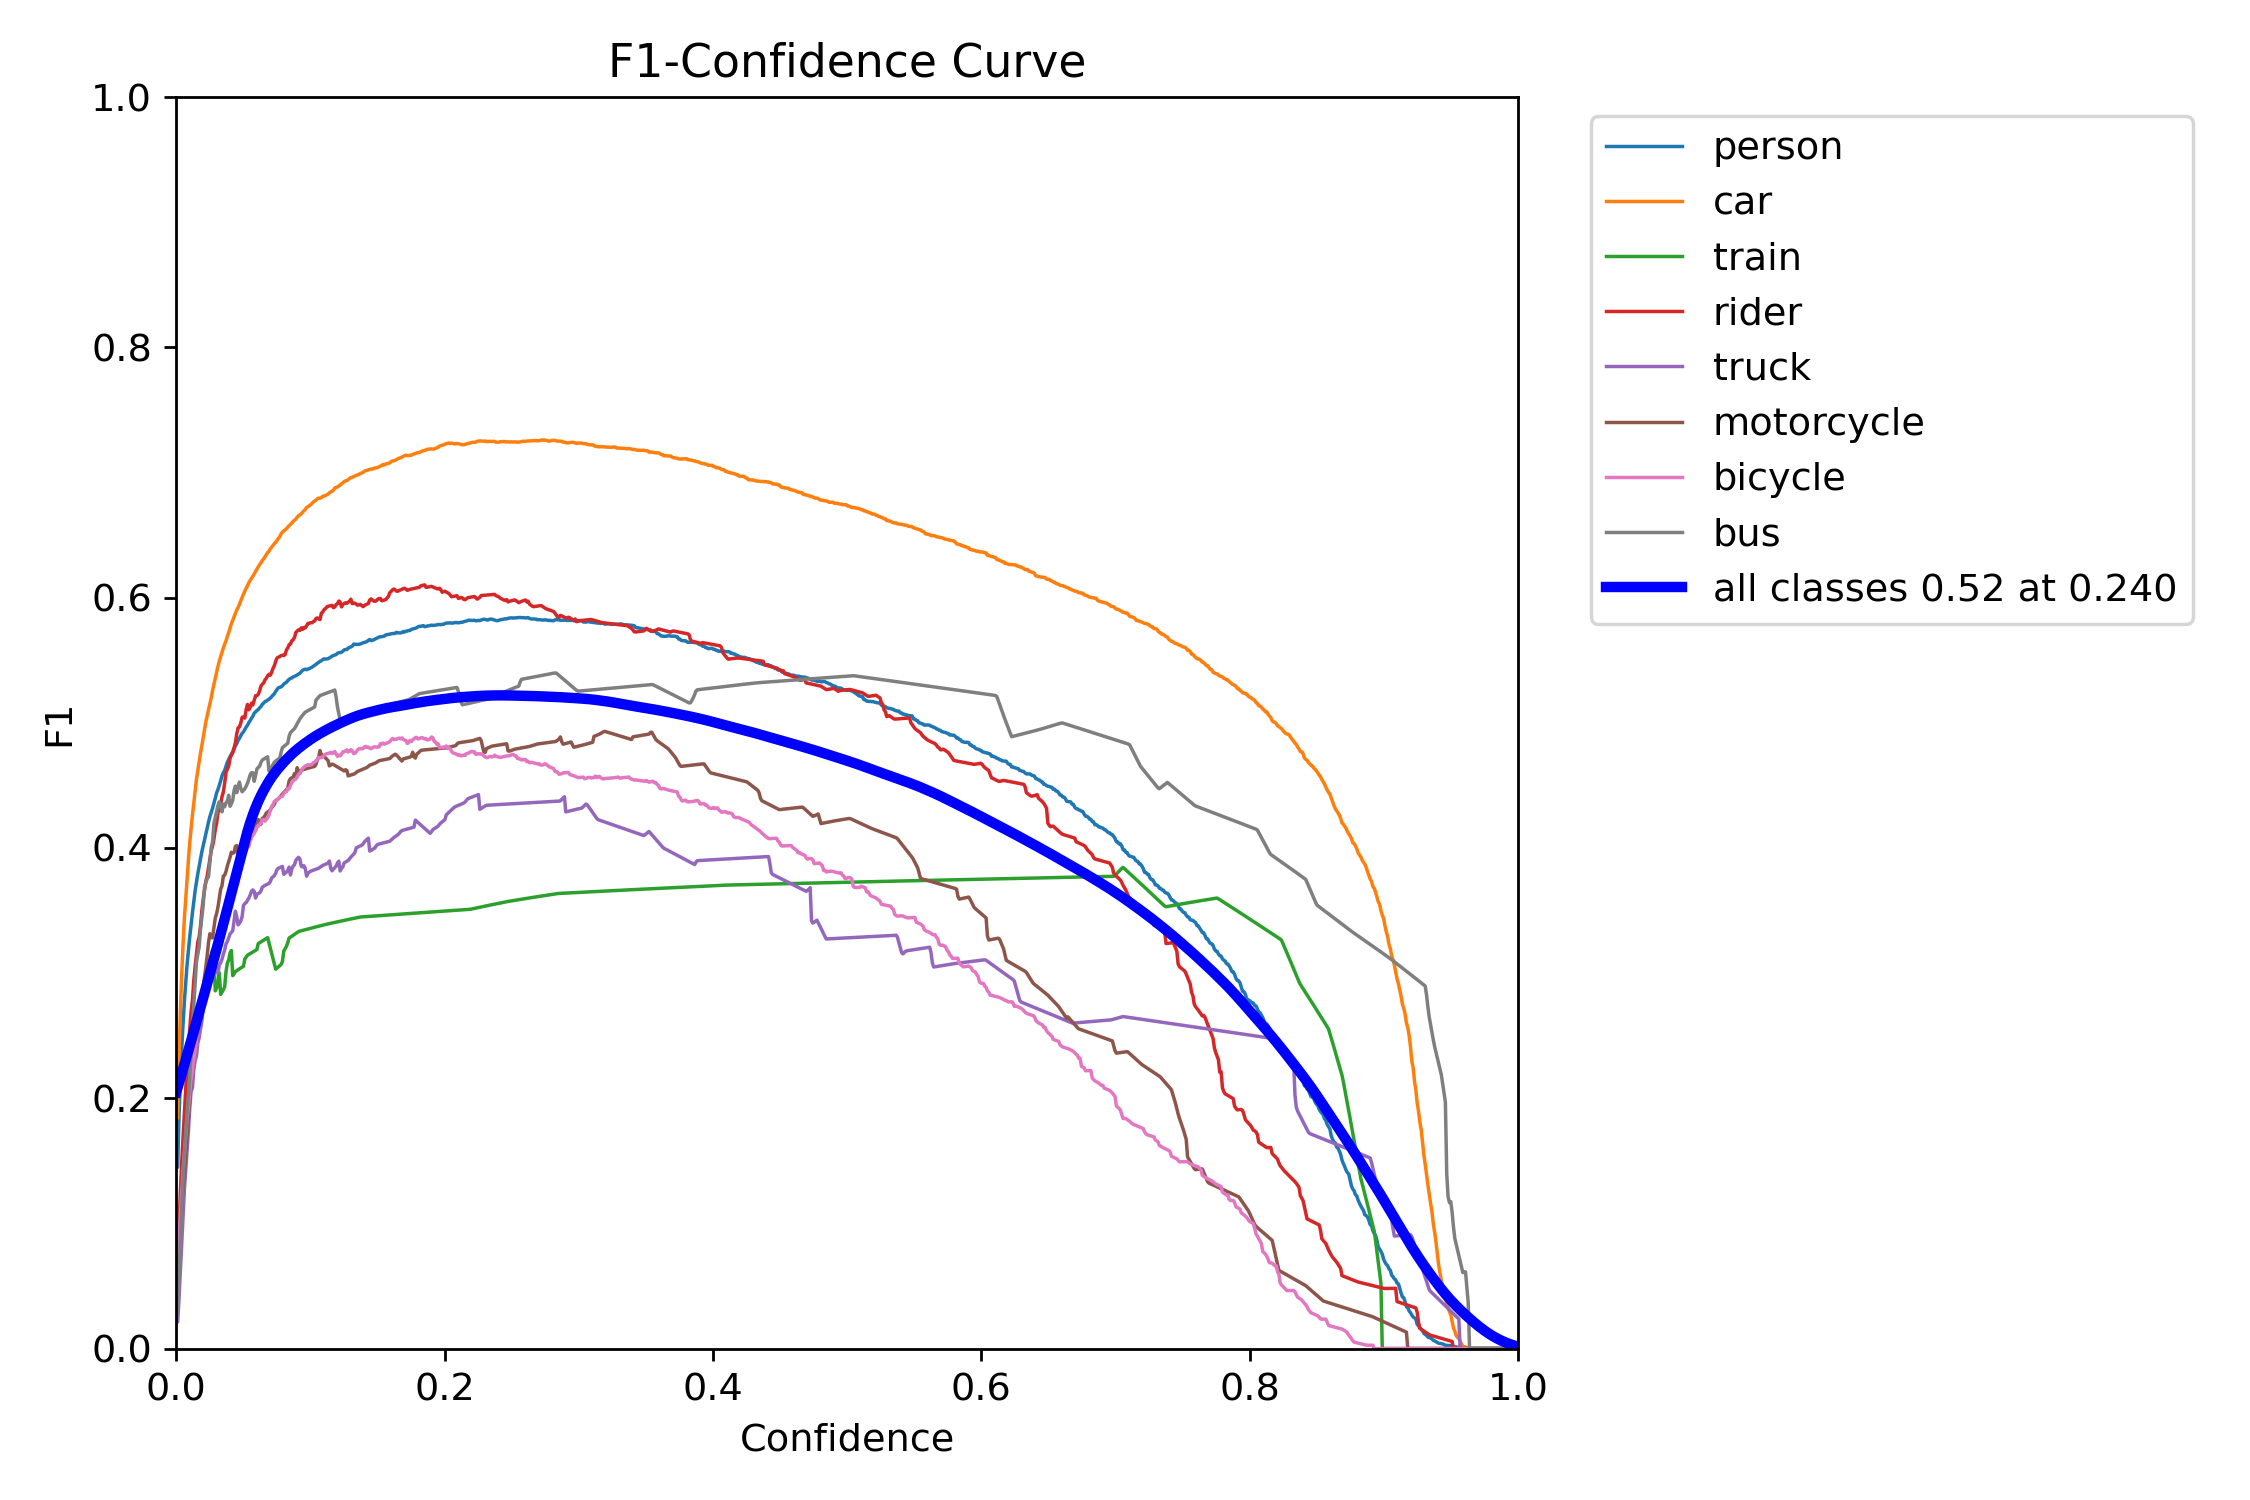 F1-Confidence Curve
1.0
0.8
0.6
0.4
0.2
0.0
F1
0.0 0.2 0.4 0.6 0.8 1.0
Confidence
person
car
train
rider
truck
motorcycle
bicycle
bus
all classes 0.52 at 0.240